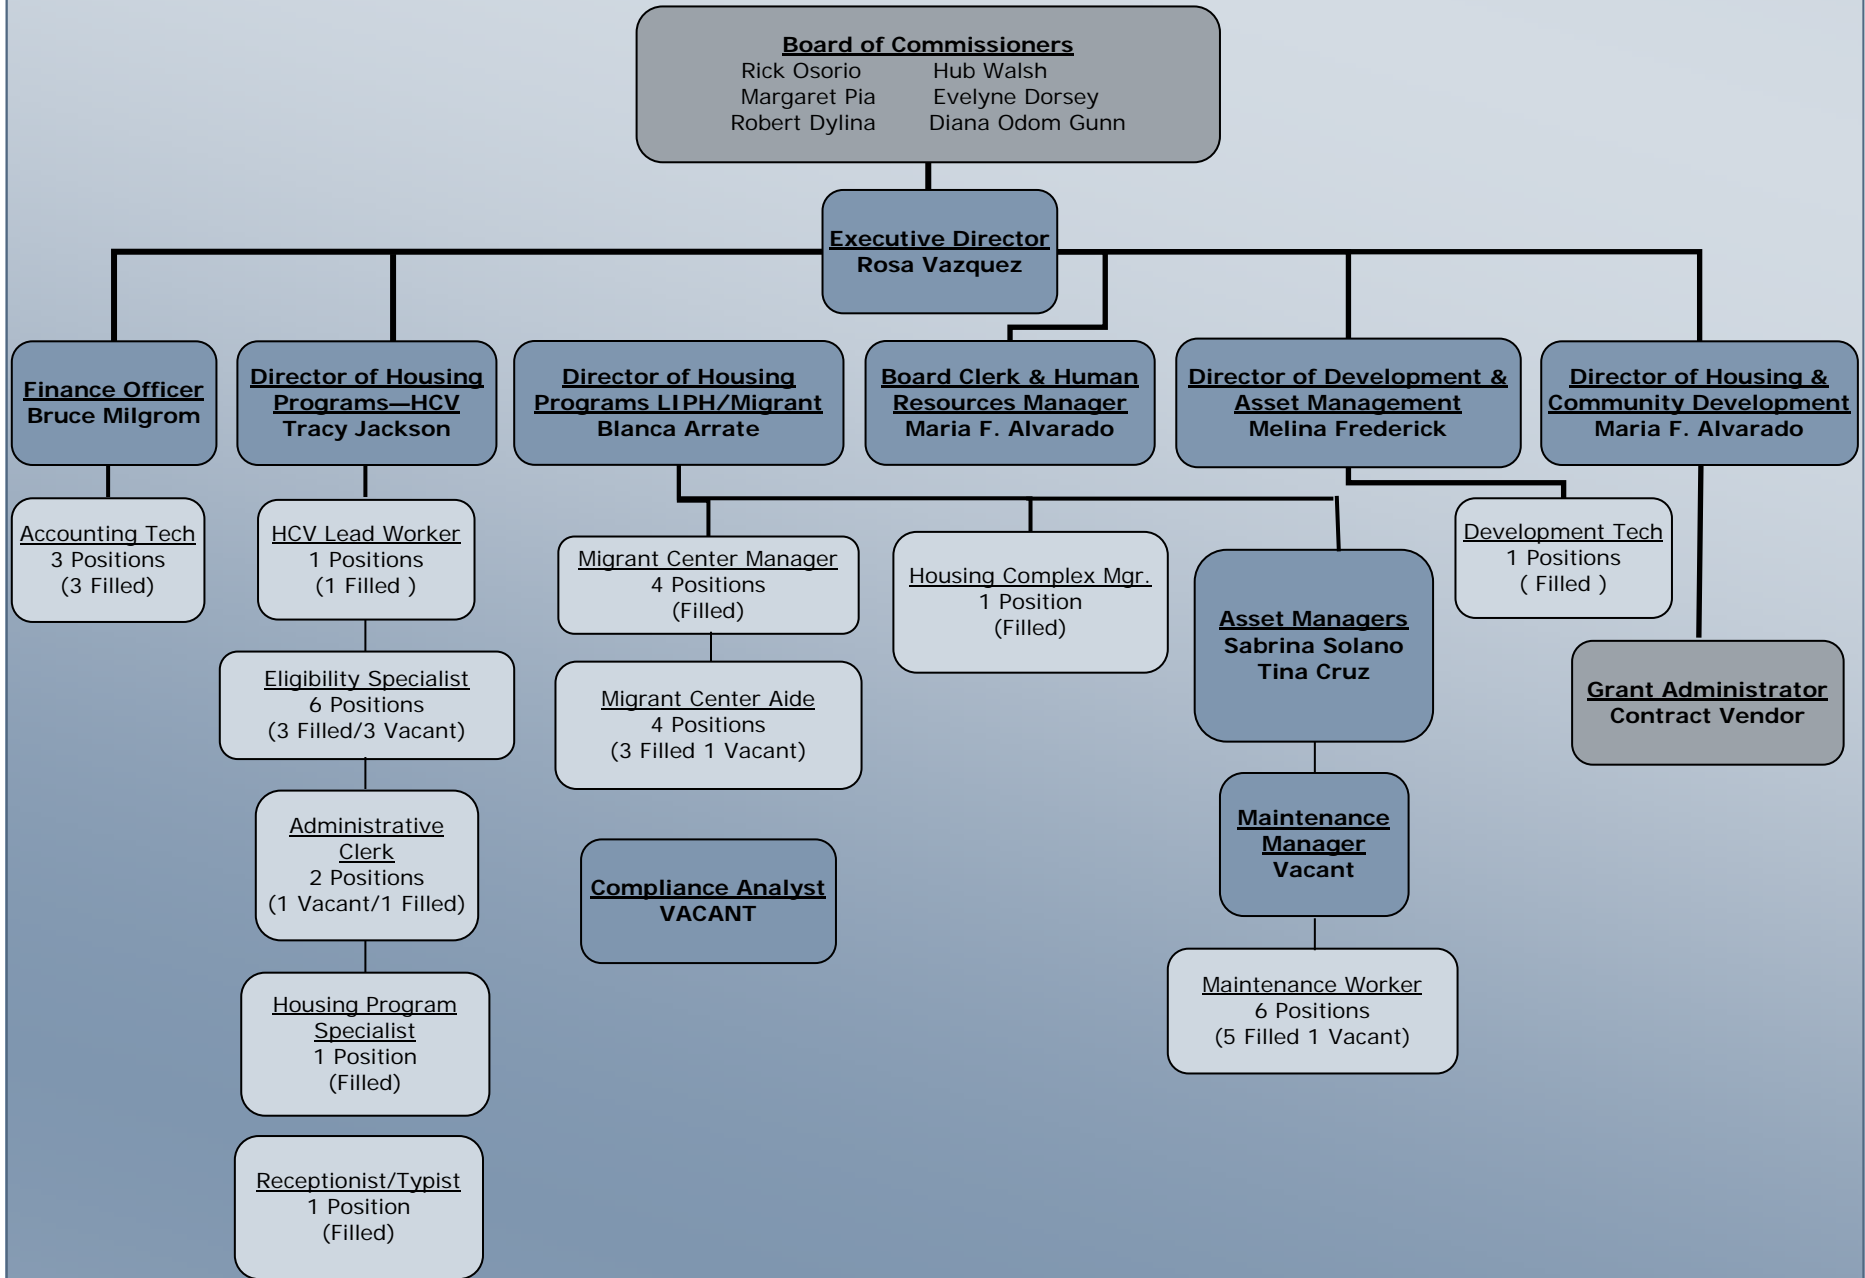 Board of Commissioners
Rick Osorio Hub Walsh
Margaret Pia Evelyne Dorsey
Robert Dylina Diana Odom Gunn
Executive Director
Rosa Vazquez
Finance Officer
Bruce Milgrom
Director of Housing
Programs—HCV
Tracy Jackson
Director of Housing
Programs LIPH/Migrant
Blanca Arrate
Board Clerk & Human
Resources Manager
Maria F. Alvarado
Director of Development &
Asset Management
Melina Frederick
Director of Housing &
Community Development
Maria F. Alvarado
Accounting Tech
3 Positions
(3 Filled)
HCV Lead Worker
1 Positions
(1 Filled )
Migrant Center Manager
4 Positions
(Filled)
Housing Complex Mgr.
1 Position
(Filled)
Asset Managers
Sabrina Solano
Tina Cruz
Development Tech
1 Positions
( Filled )
Grant Administrator
Contract Vendor
Eligibility Specialist
6 Positions
(3 Filled/3 Vacant)
Migrant Center Aide
4 Positions
(3 Filled 1 Vacant)
Administrative
Clerk
2 Positions
(1 Vacant/1 Filled)
Compliance Analyst
VACANT
Maintenance
Manager
Vacant
Housing Program
Specialist
1 Position
(Filled)
Maintenance Worker
6 Positions
(5 Filled 1 Vacant)
Receptionist/Typist
1 Position
(Filled)